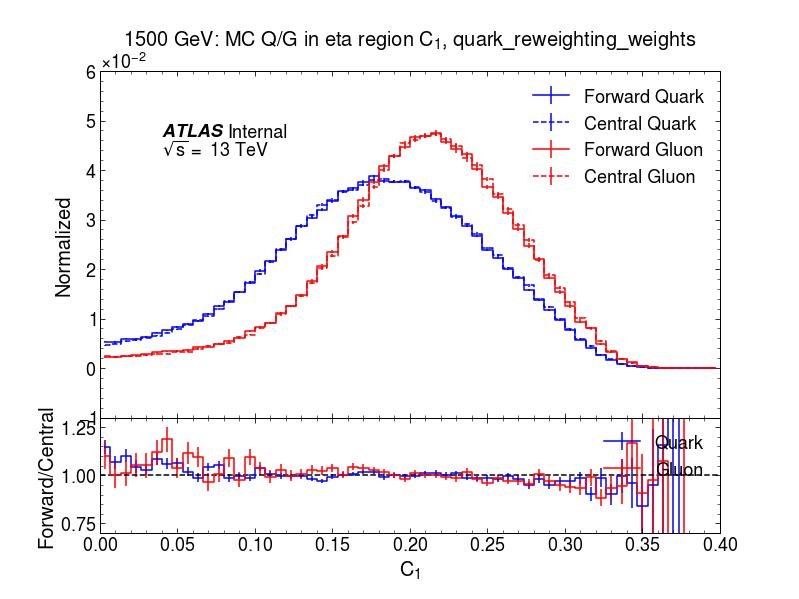 1500 GeV: MC Q/G in eta region C₁, quark_reweighting_weights
×10⁻²
6
5
4
3
2
1
0
−1
Normalized
ATLAS Internal
√s = 13 TeV
Forward Quark
Central Quark
Forward Gluon
Central Gluon
1.25
1.00
0.75
Forward/Central
Quark
Gluon
0.00 0.05 0.10 0.15 0.20 0.25 0.30 0.35 0.40
C₁